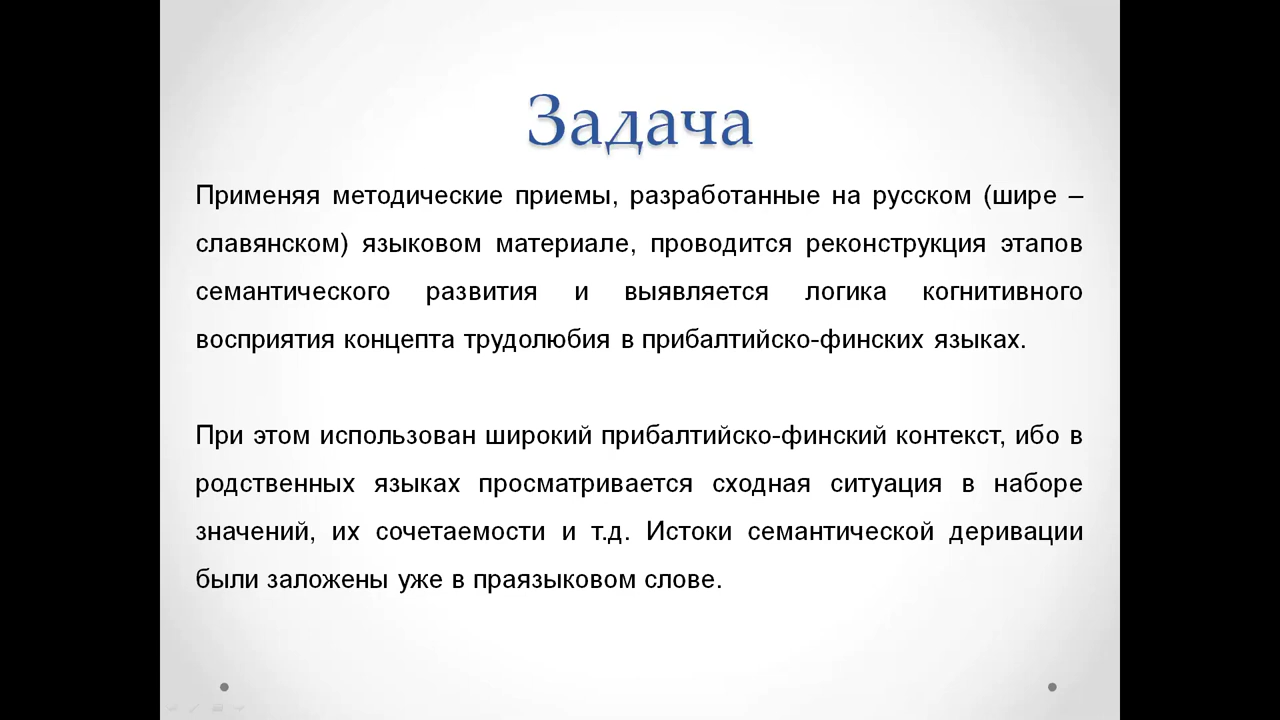 Задача
Применяя методические приемы, разработанные на русском (шире –
славянском) языковом материале, проводится реконструкция этапов
семантического развития и выявляется логика когнитивного
восприятия концепта трудолюбия в прибалтийско-финских языках.
При этом использован широкий прибалтийско-финский контекст, ибо в
родственных языках просматривается сходная ситуация в наборе
значений, их сочетаемости и т.д. Истоки семантической деривации
были заложены уже в праязыковом слове.